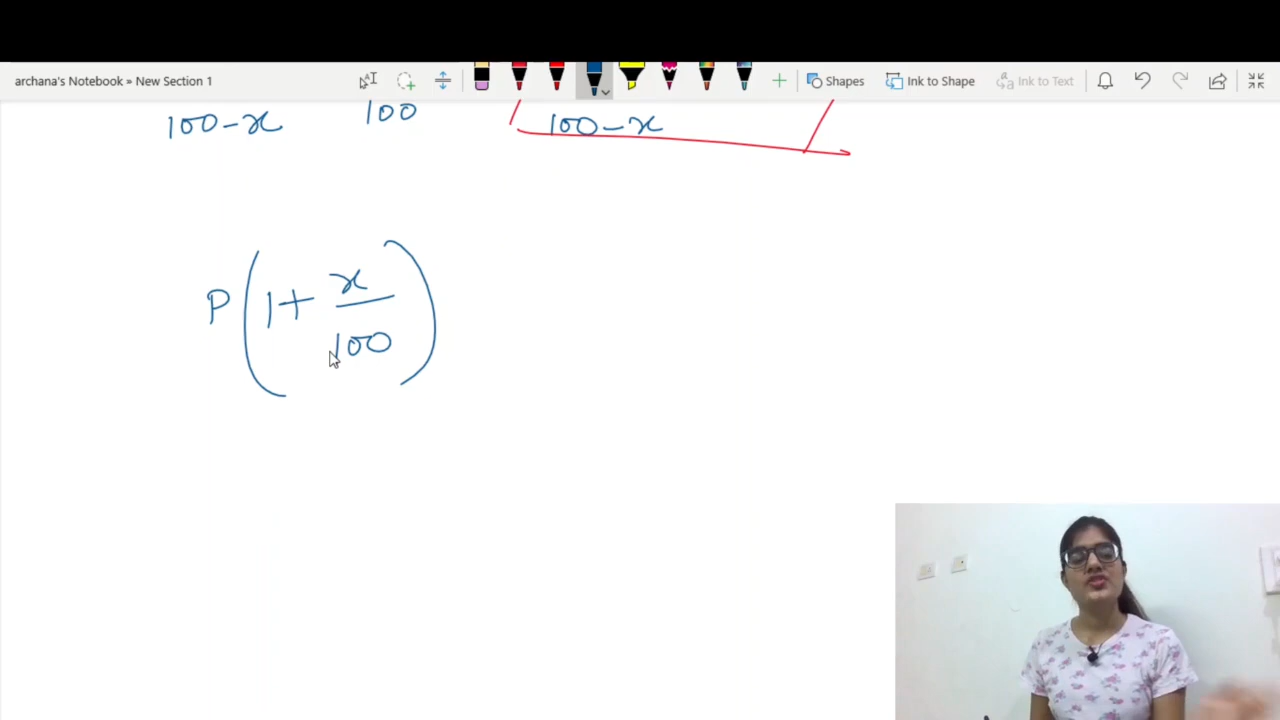 archana's Notebook » New Section 1
Shapes
Ink to Shape
Ink to Text
100-x 100 100-x
P(1+x/100)